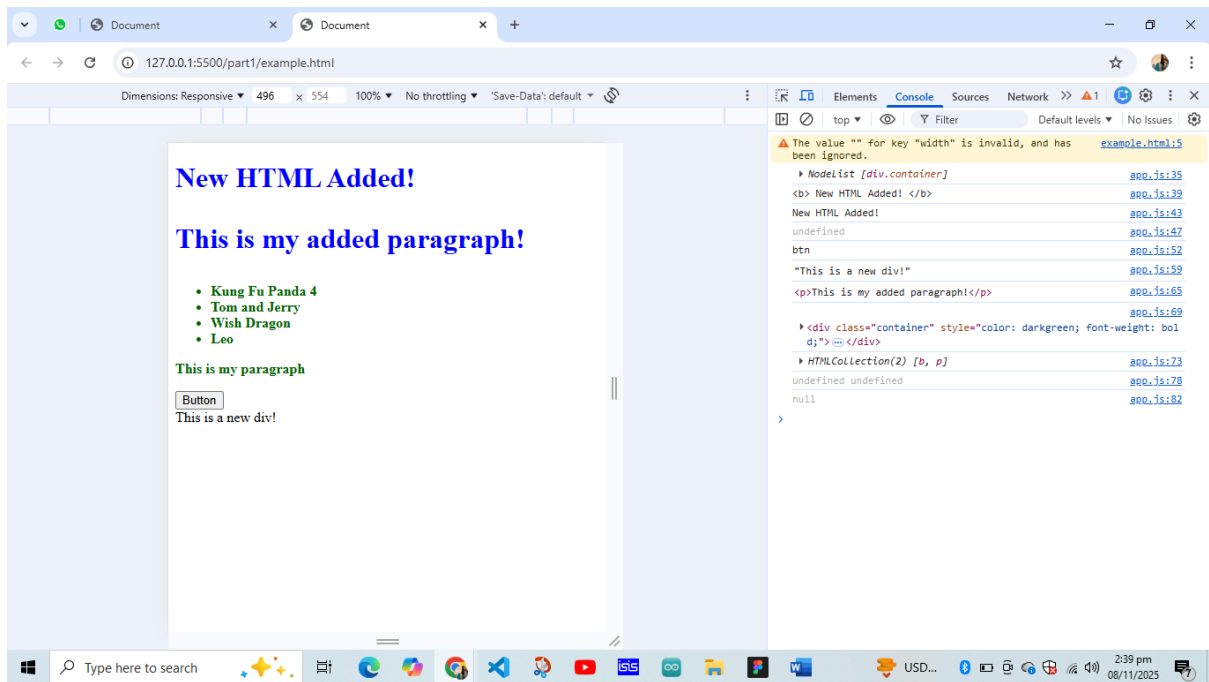 Document
Document
127.0.0.1:5500/part1/example.html
Dimensions: Responsive ▼ 496 x 554 100% ▼ No throttling ▼ 'Save-Data': default ▼
New HTML Added!
This is my added paragraph!
• Kung Fu Panda 4
• Tom and Jerry
• Wish Dragon
• Leo
This is my paragraph
Button
This is a new div!
Elements Console Sources Network 1
top ▼ Filter Default levels ▼ No Issues
The value "" for key "width" is invalid, and has example.html:5
been ignored.
▶ NodeList [div.container] app.js:35
<b> New HTML Added! </b> app.js:39
New HTML Added! app.js:43
undefined app.js:47
btn app.js:52
"This is a new div!" app.js:59
<p>This is my added paragraph!</p> app.js:65
app.js:69
▶<div class="container" style="color: darkgreen; font-weight: bol
d;">⋯</div>
▶ HTMLCollection(2) [b, p] app.js:73
undefined undefined app.js:78
null app.js:82
Type here to search
isis
USD...
2:39 pm
08/11/2025